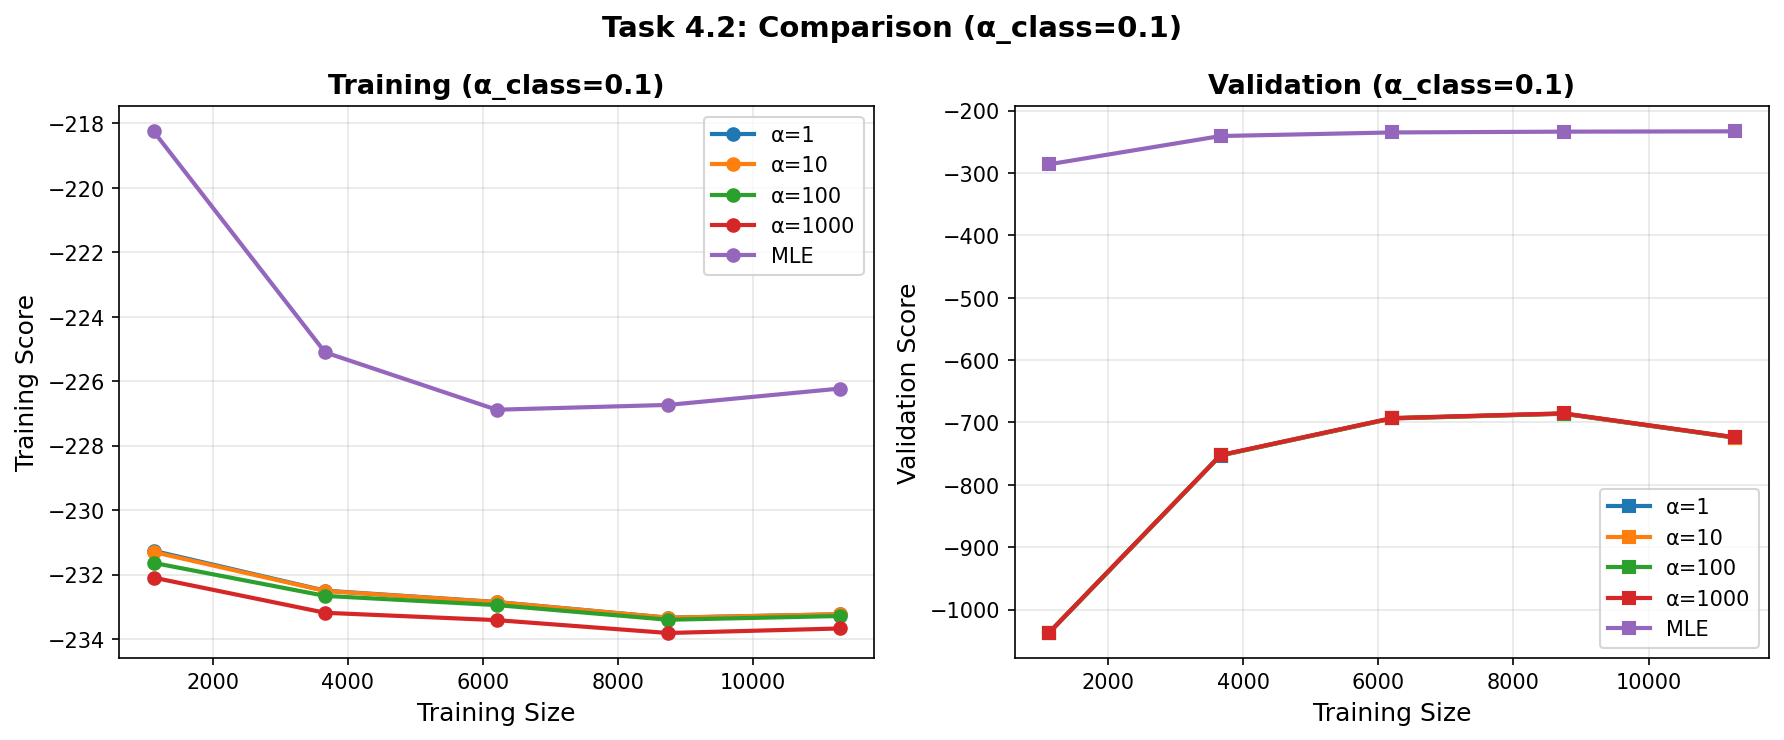 Task 4.2: Comparison (α_class=0.1)
Training (α_class=0.1)
−218
−220
−222
−224
−226
−228
−230
−232
−234
Training Score
α=1
α=10
α=100
α=1000
MLE
2000
4000
6000
8000
10000
Training Size
Validation (α_class=0.1)
−200
−300
−400
−500
−600
−700
−800
−900
−1000
Validation Score
α=1
α=10
α=100
α=1000
MLE
2000
4000
6000
8000
10000
Training Size